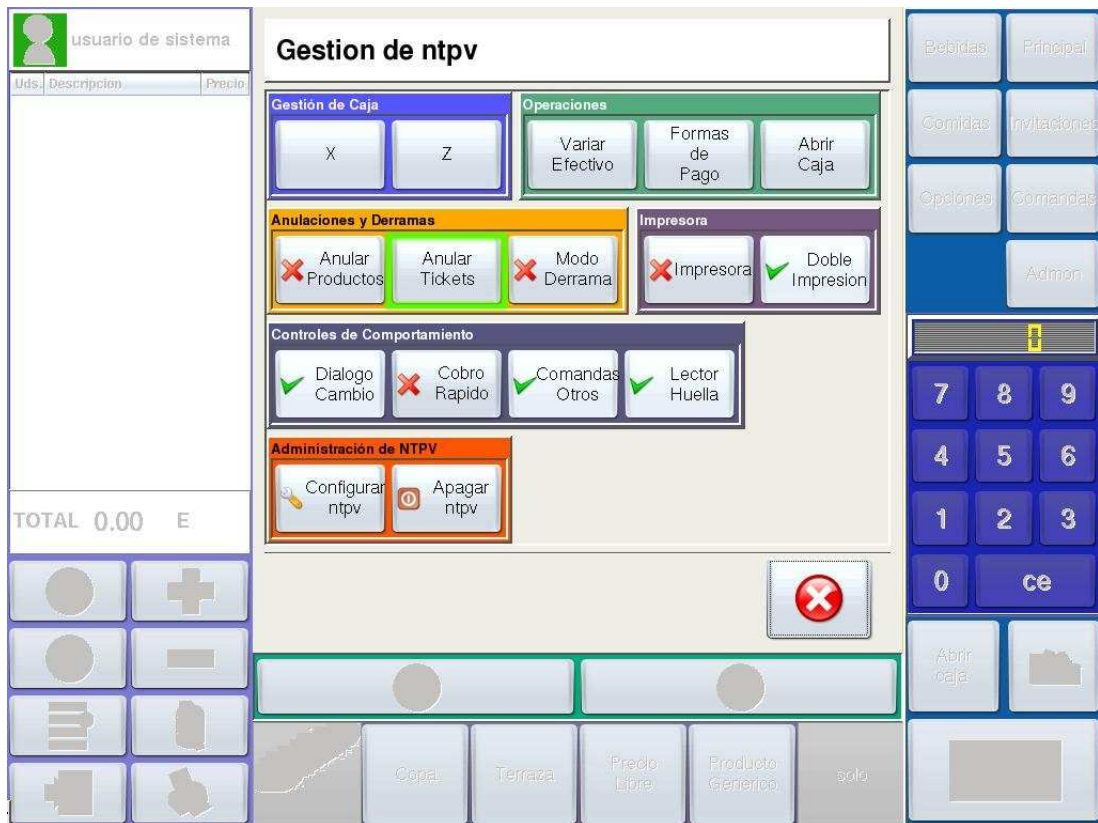 usuario de sistema
Uds. Descripcion Precio
TOTAL 0.00 E
Gestion de ntpv
Gestión de Caja
X
Z
Operaciones
Variar
Efectivo
Formas
de
Pago
Abrir
Caja
Anulaciones y Derramas
Anular
Productos
Anular
Tickets
Modo
Derrama
Impresora
Impresora
Doble
Impresion
Controles de Comportamiento
Dialogo
Cambio
Cobro
Rapido
Comandas
Otros
Lector
Huella
Administración de NTPV
Configurar
ntpv
Apagar
ntpv
Copa
Terraza
Precio
Libre
Producto
Generico
solo
Bebidas
Principal
Comidas
Invitaciones
Opciones
Comandas
Admon
7 8 9
4 5 6
1 2 3
0 ce
Abrir
caja